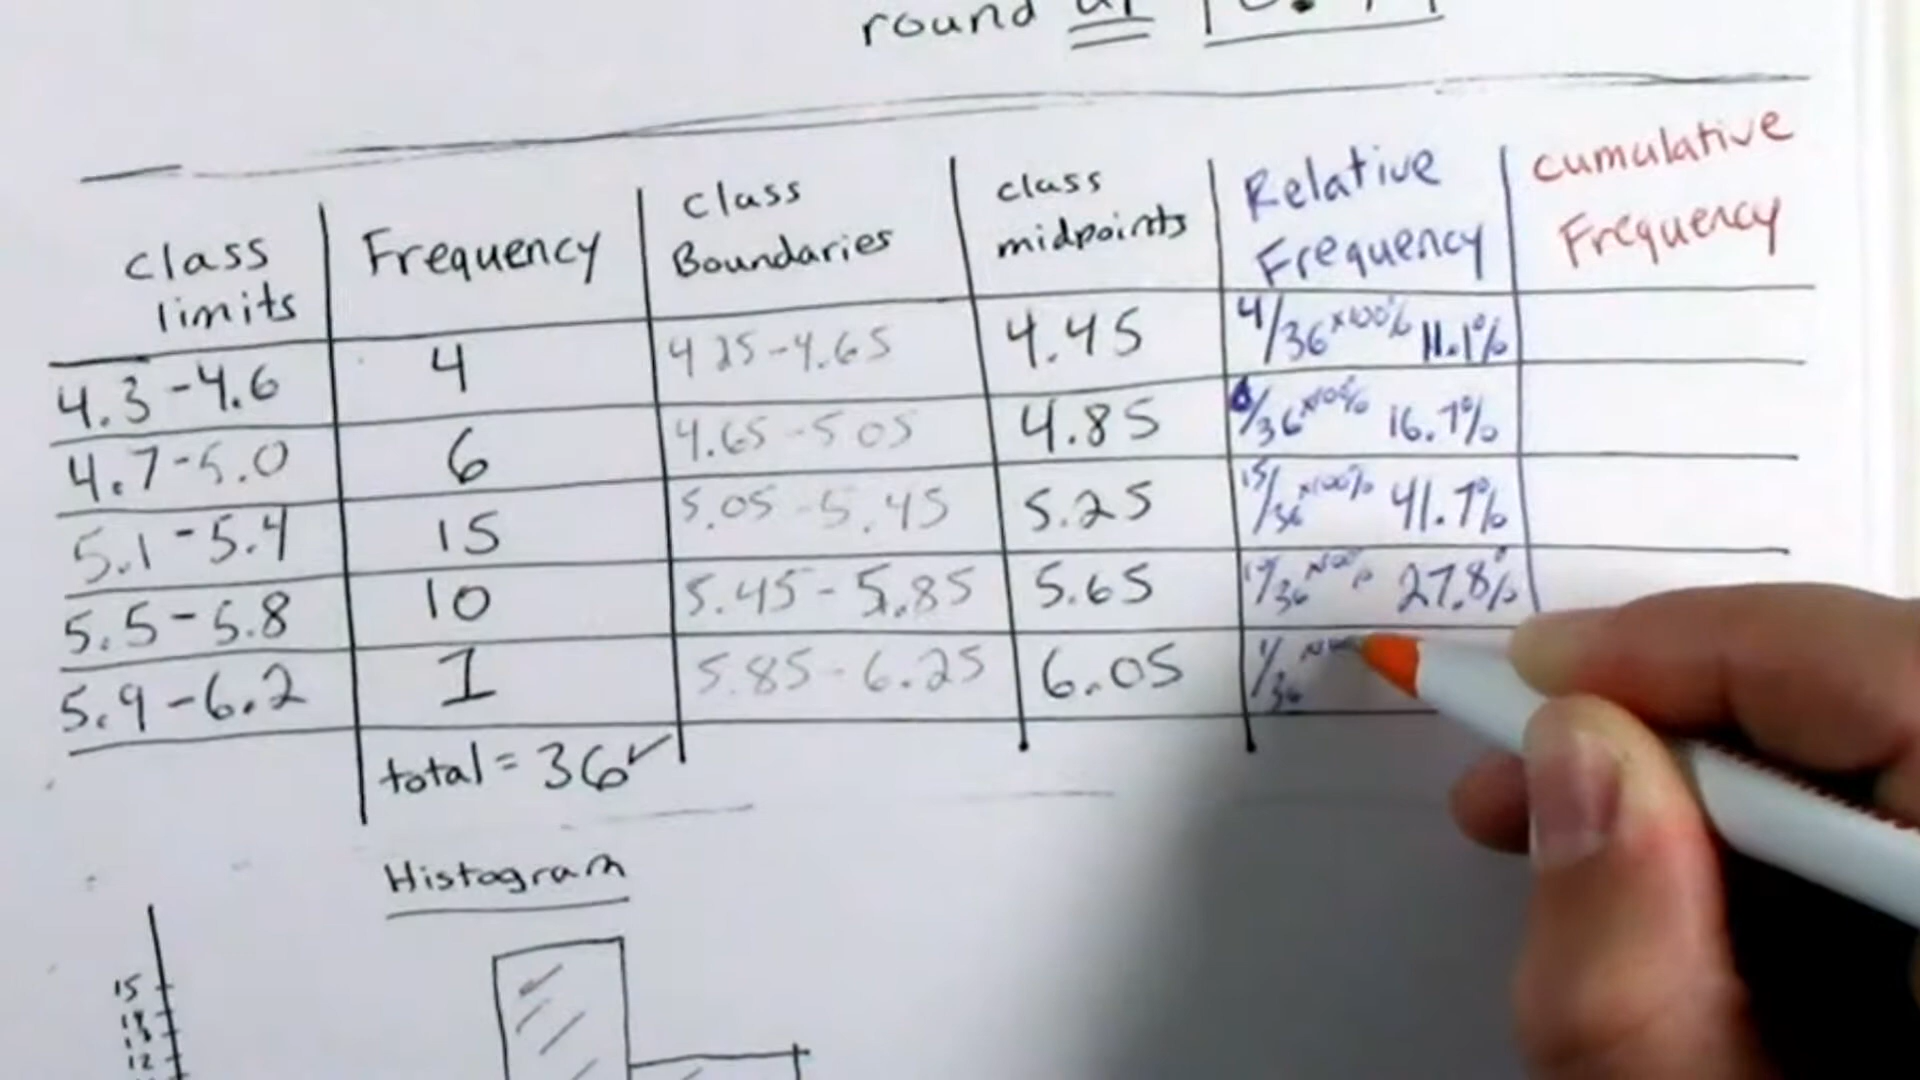 round up
class limits | Frequency | class Boundaries | class midpoints | Relative Frequency | cumulative Frequency
4.3-4.6 | 4 | 4.25-4.65 | 4.45 | 4/36 x100% 11.1%
4.7-5.0 | 6 | 4.65-5.05 | 4.85 | 6/36 x100% 16.7%
5.1-5.4 | 15 | 5.05-5.45 | 5.25 | 15/36 x100% 41.7%
5.5-5.8 | 10 | 5.45-5.85 | 5.65 | 10/36 x100% 27.8%
5.9-6.2 | 1 | 5.85-6.25 | 6.05 | 1/36
total = 36✓
Histogram
15
14
13
12